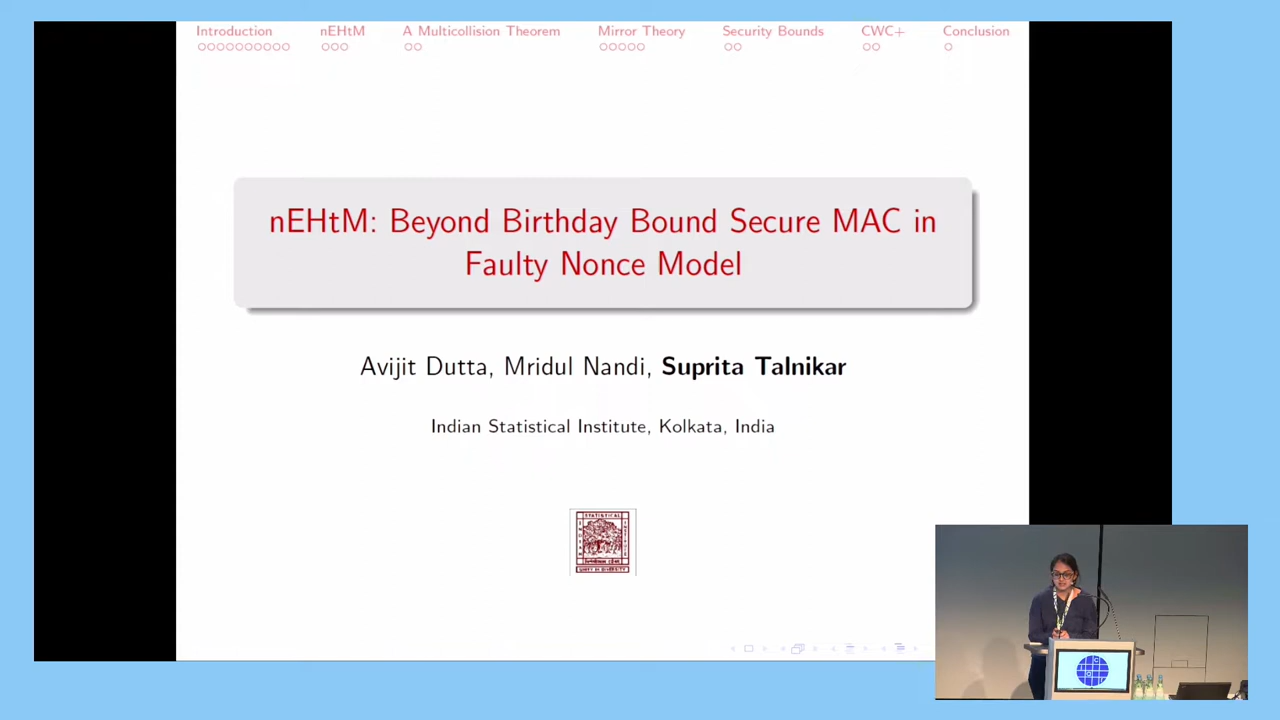 Introduction nEHtM A Multicollision Theorem Mirror Theory Security Bounds CWC+ Conclusion
nEHtM: Beyond Birthday Bound Secure MAC in
Faulty Nonce Model
Avijit Dutta, Mridul Nandi, Suprita Talnikar
Indian Statistical Institute, Kolkata, India